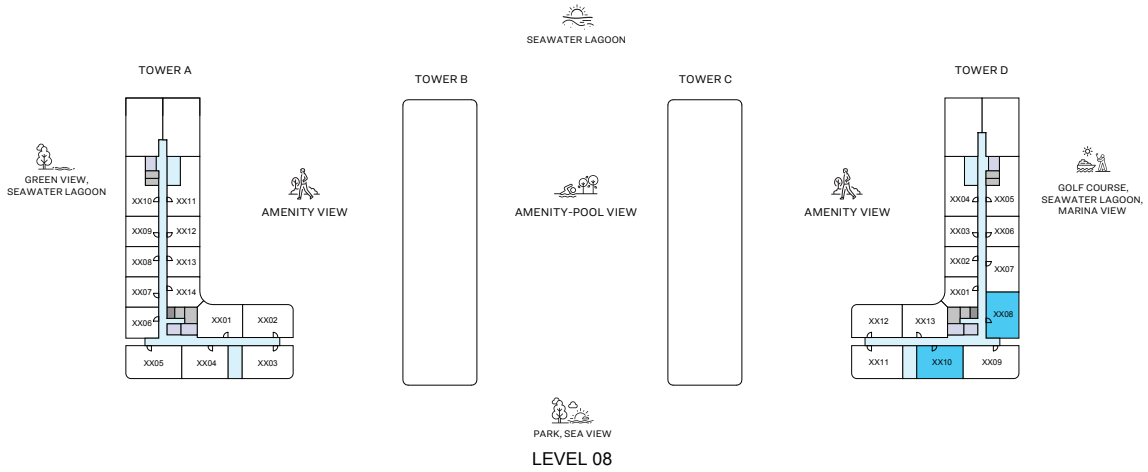 SEAWATER LAGOON
TOWER A
TOWER B
TOWER C
TOWER D
GREEN VIEW,
SEAWATER LAGOON
AMENITY VIEW
AMENITY-POOL VIEW
AMENITY VIEW
GOLF COURSE,
SEAWATER LAGOON,
MARINA VIEW
XX10 XX11
XX09 XX12
XX08 XX13
XX07 XX14
XX06 XX01 XX02
XX05 XX04 XX03
XX04 XX05
XX03 XX06
XX02 XX07
XX01
XX12 XX13 XX08
XX11 XX10 XX09
PARK, SEA VIEW
LEVEL 08